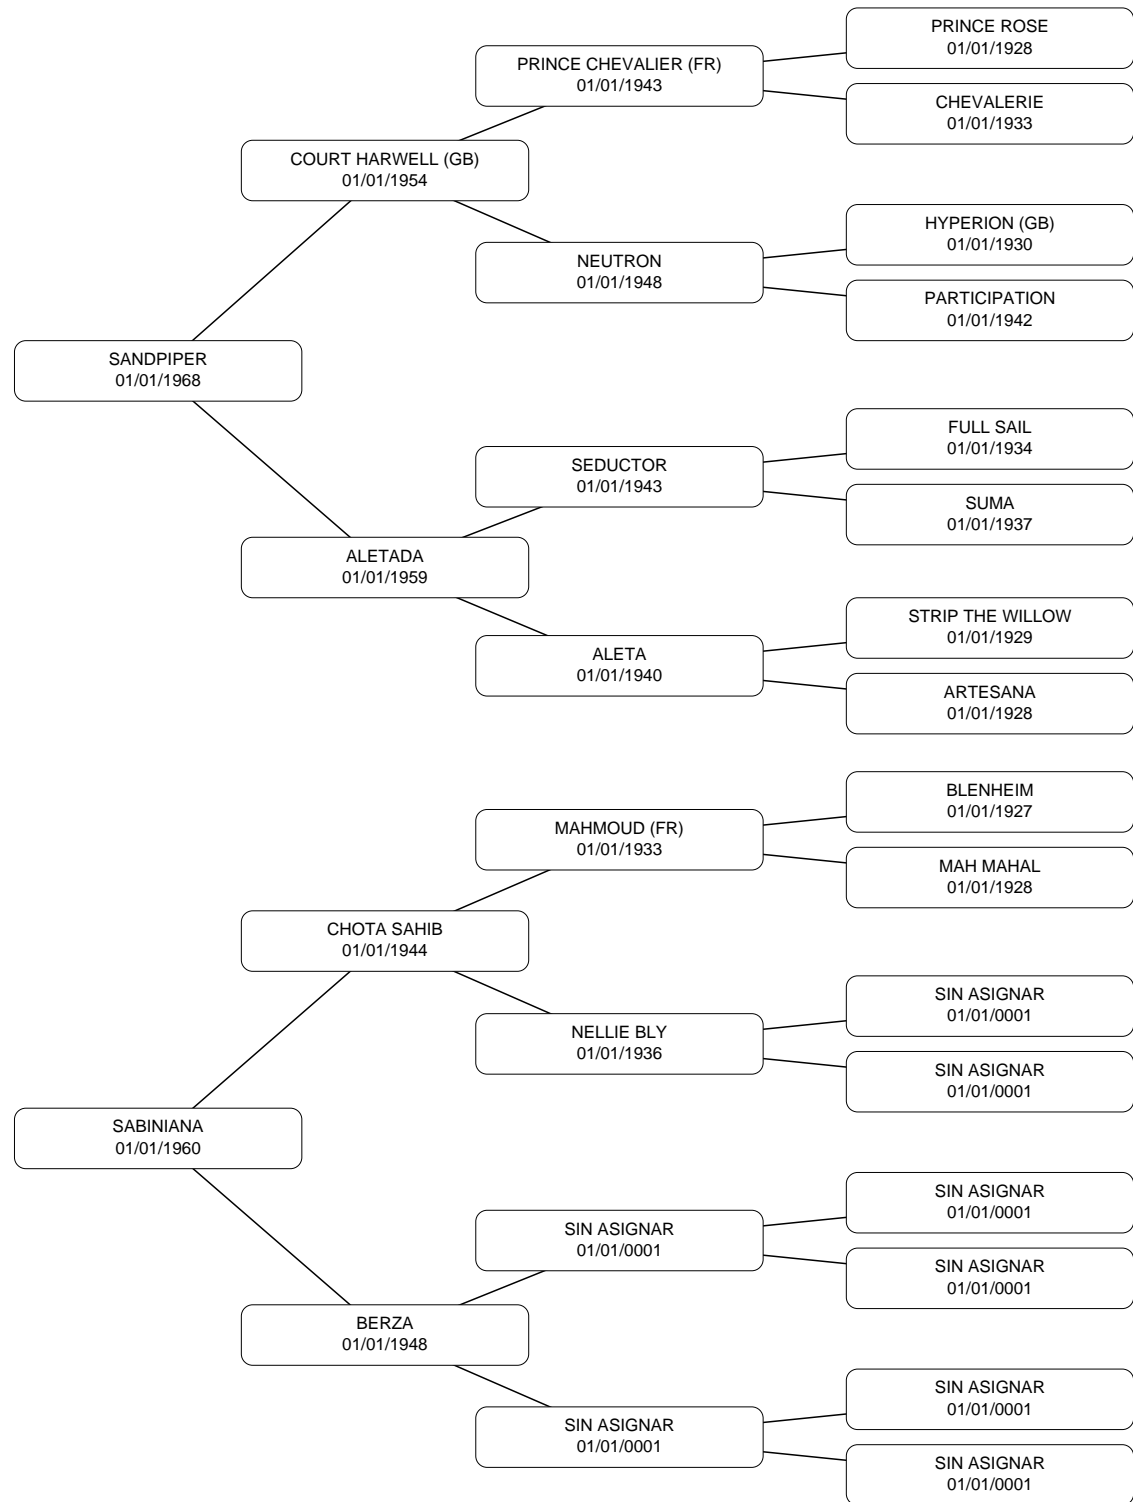 PRINCE ROSE
01/01/1928
PRINCE CHEVALIER (FR)
01/01/1943
CHEVALERIE
01/01/1933
COURT HARWELL (GB)
01/01/1954
HYPERION (GB)
01/01/1930
NEUTRON
01/01/1948
PARTICIPATION
01/01/1942
SANDPIPER
01/01/1968
FULL SAIL
01/01/1934
SEDUCTOR
01/01/1943
SUMA
01/01/1937
ALETADA
01/01/1959
STRIP THE WILLOW
01/01/1929
ALETA
01/01/1940
ARTESANA
01/01/1928
BLENHEIM
01/01/1927
MAHMOUD (FR)
01/01/1933
MAH MAHAL
01/01/1928
CHOTA SAHIB
01/01/1944
SIN ASIGNAR
01/01/0001
NELLIE BLY
01/01/1936
SIN ASIGNAR
01/01/0001
SABINIANA
01/01/1960
SIN ASIGNAR
01/01/0001
SIN ASIGNAR
01/01/0001
SIN ASIGNAR
01/01/0001
BERZA
01/01/1948
SIN ASIGNAR
01/01/0001
SIN ASIGNAR
01/01/0001
SIN ASIGNAR
01/01/0001